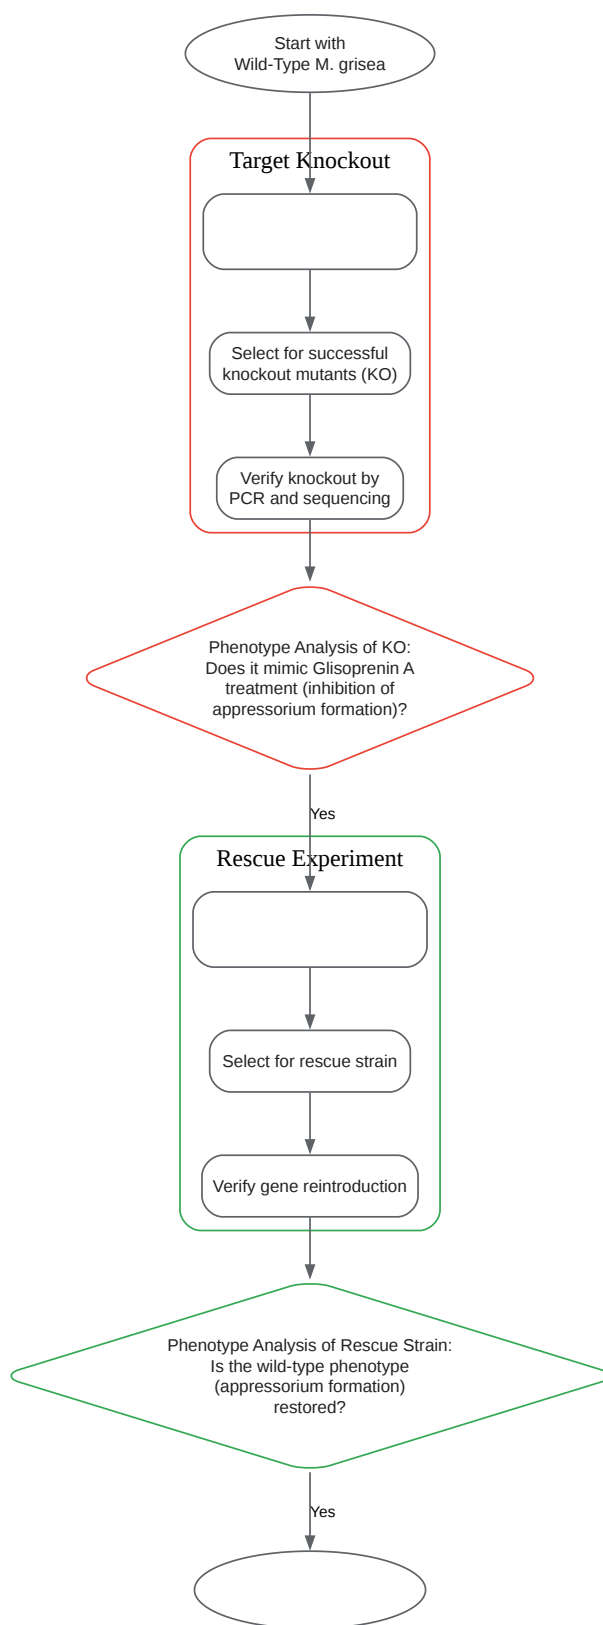 Start with
Wild-Type M. grisea
Target Knockout
Select for successful
knockout mutants (KO)
Verify knockout by
PCR and sequencing
Phenotype Analysis of KO:
Does it mimic Glisoprenin A
treatment (inhibition of
appressorium formation)?
Yes
Rescue Experiment
Select for rescue strain
Verify gene reintroduction
Phenotype Analysis of Rescue Strain:
Is the wild-type phenotype
(appressorium formation)
restored?
Yes